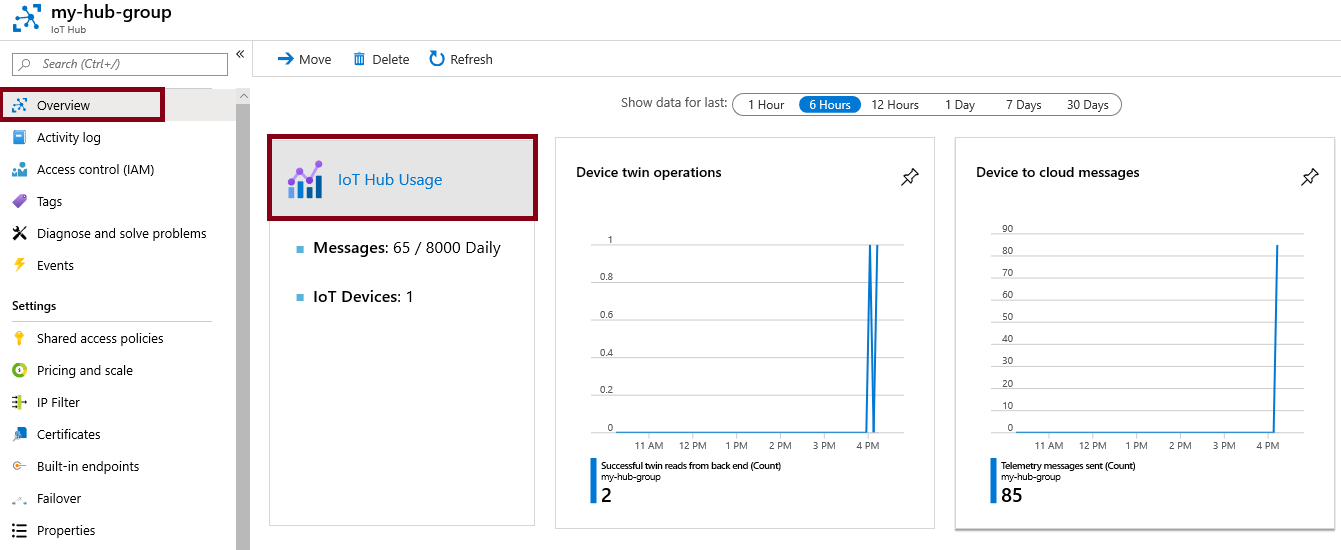 my-hub-group
IoT Hub
Search (Ctrl+/)
«
Overview
Activity log
Access control (IAM)
Tags
Diagnose and solve problems
Events
Settings
Shared access policies
Pricing and scale
IP Filter
Certificates
Built-in endpoints
Failover
Properties
Move Delete Refresh
Show data for last: 1 Hour 6 Hours 12 Hours 1 Day 7 Days 30 Days
IoT Hub Usage
Messages: 65 / 8000 Daily
IoT Devices: 1
Device twin operations
1
0.8
0.6
0.4
0.2
0
11 AM 12 PM 1 PM 2 PM 3 PM 4 PM
Successful twin reads from back end (Count)
my-hub-group
2
Device to cloud messages
90
80
70
60
50
40
30
20
10
0
11 AM 12 PM 1 PM 2 PM 3 PM 4 PM
Telemetry messages sent (Count)
my-hub-group
85